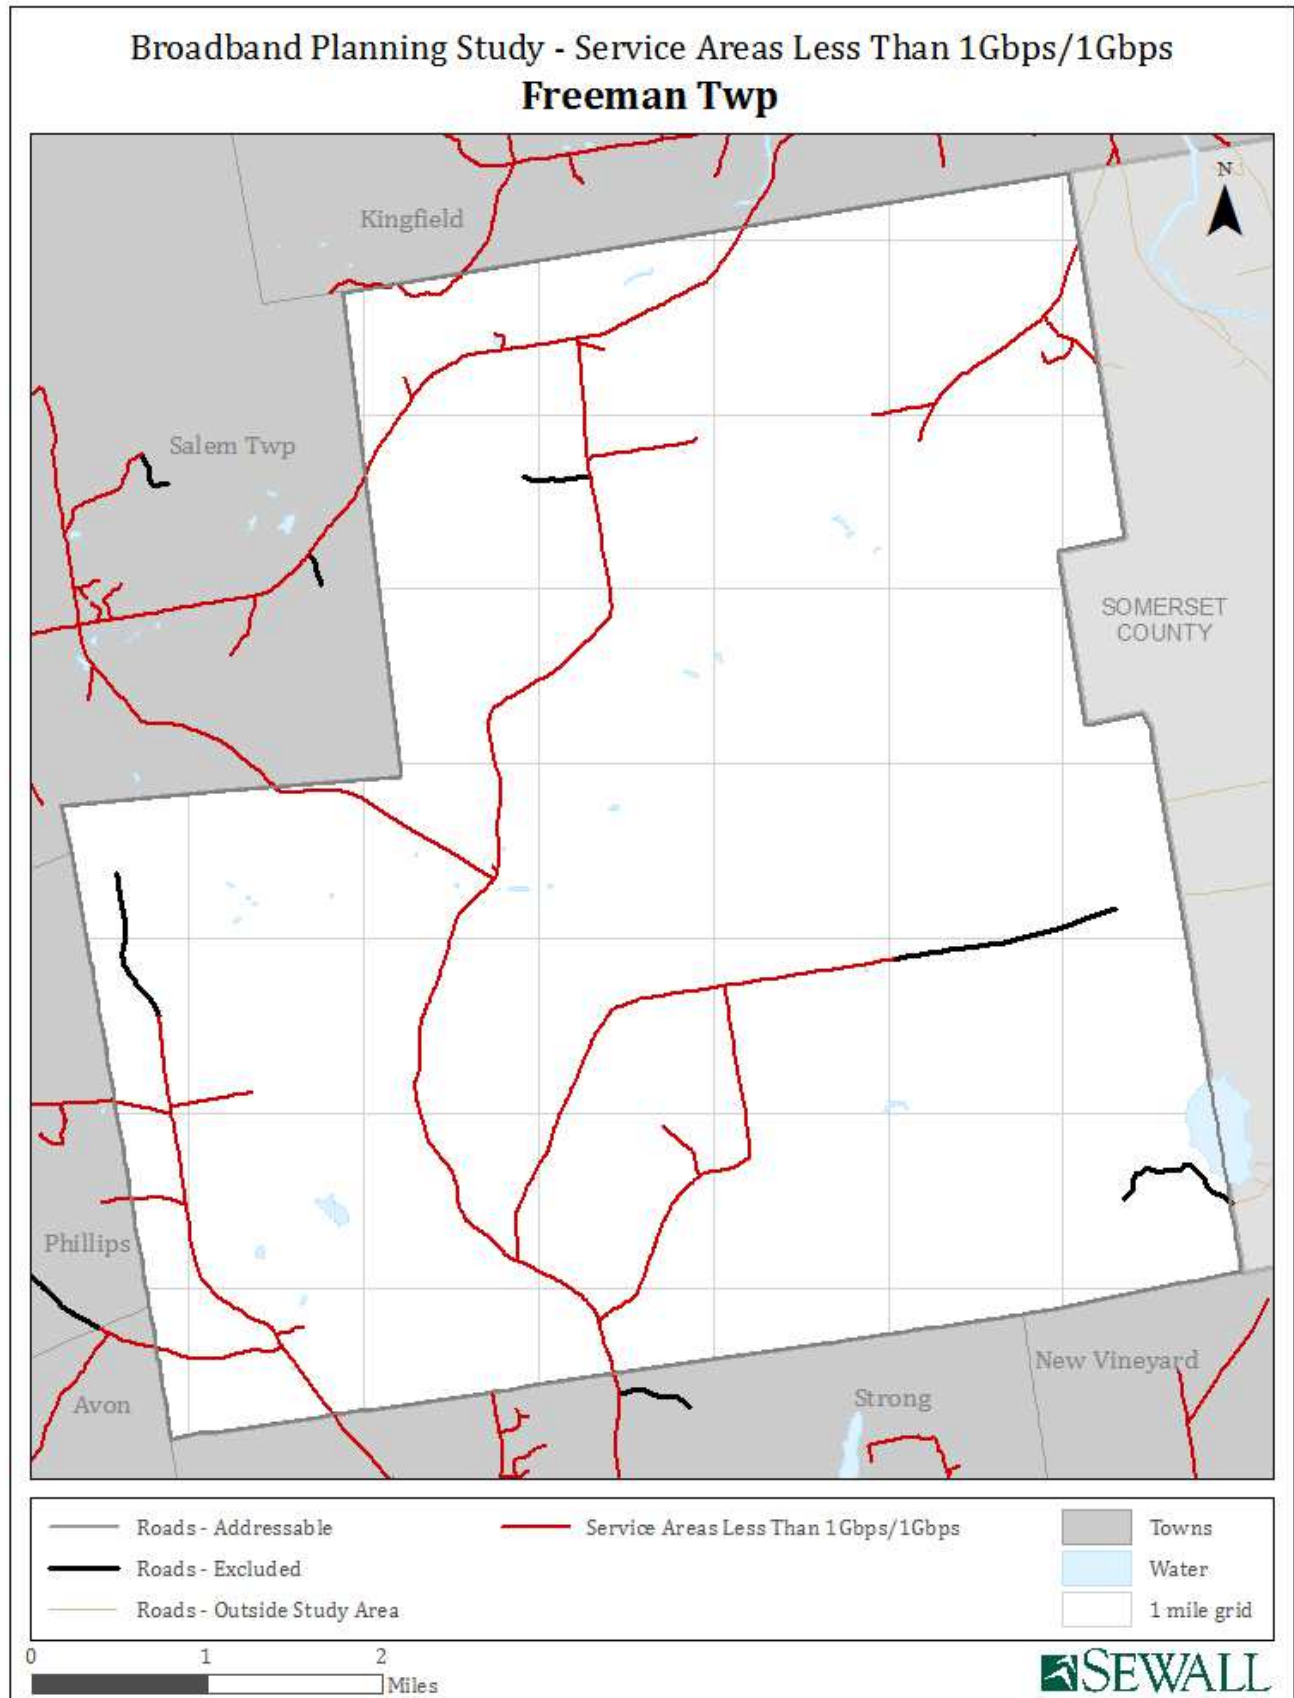 Broadband Planning Study - Service Areas Less Than 1Gbps/1Gbps
Freeman Twp
N
Kingfield
Salem Twp
SOMERSET
COUNTY
Phillips
New Vineyard
Avon
Strong
Roads - Addressable
Service Areas Less Than 1Gbps/1Gbps
Towns
Roads - Excluded
Water
Roads - Outside Study Area
1 mile grid
0 1 2
Miles
SEWALL